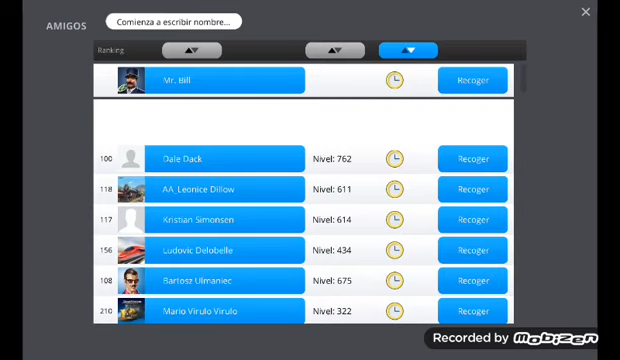 AMIGOS
Comienza a escribir nombre...
Ranking
Mr. Bill Recoger
100 Dale Dack Nivel: 762 Recoger
118 AA_Leonice Dillow Nivel: 611 Recoger
117 Kristian Simonsen Nivel: 614 Recoger
156 Ludovic Delobelle Nivel: 434 Recoger
108 Bartosz Ulmaniec Nivel: 675 Recoger
210 Mario Virulo Virulo Nivel: 322 Recoger
Recorded by mobizen